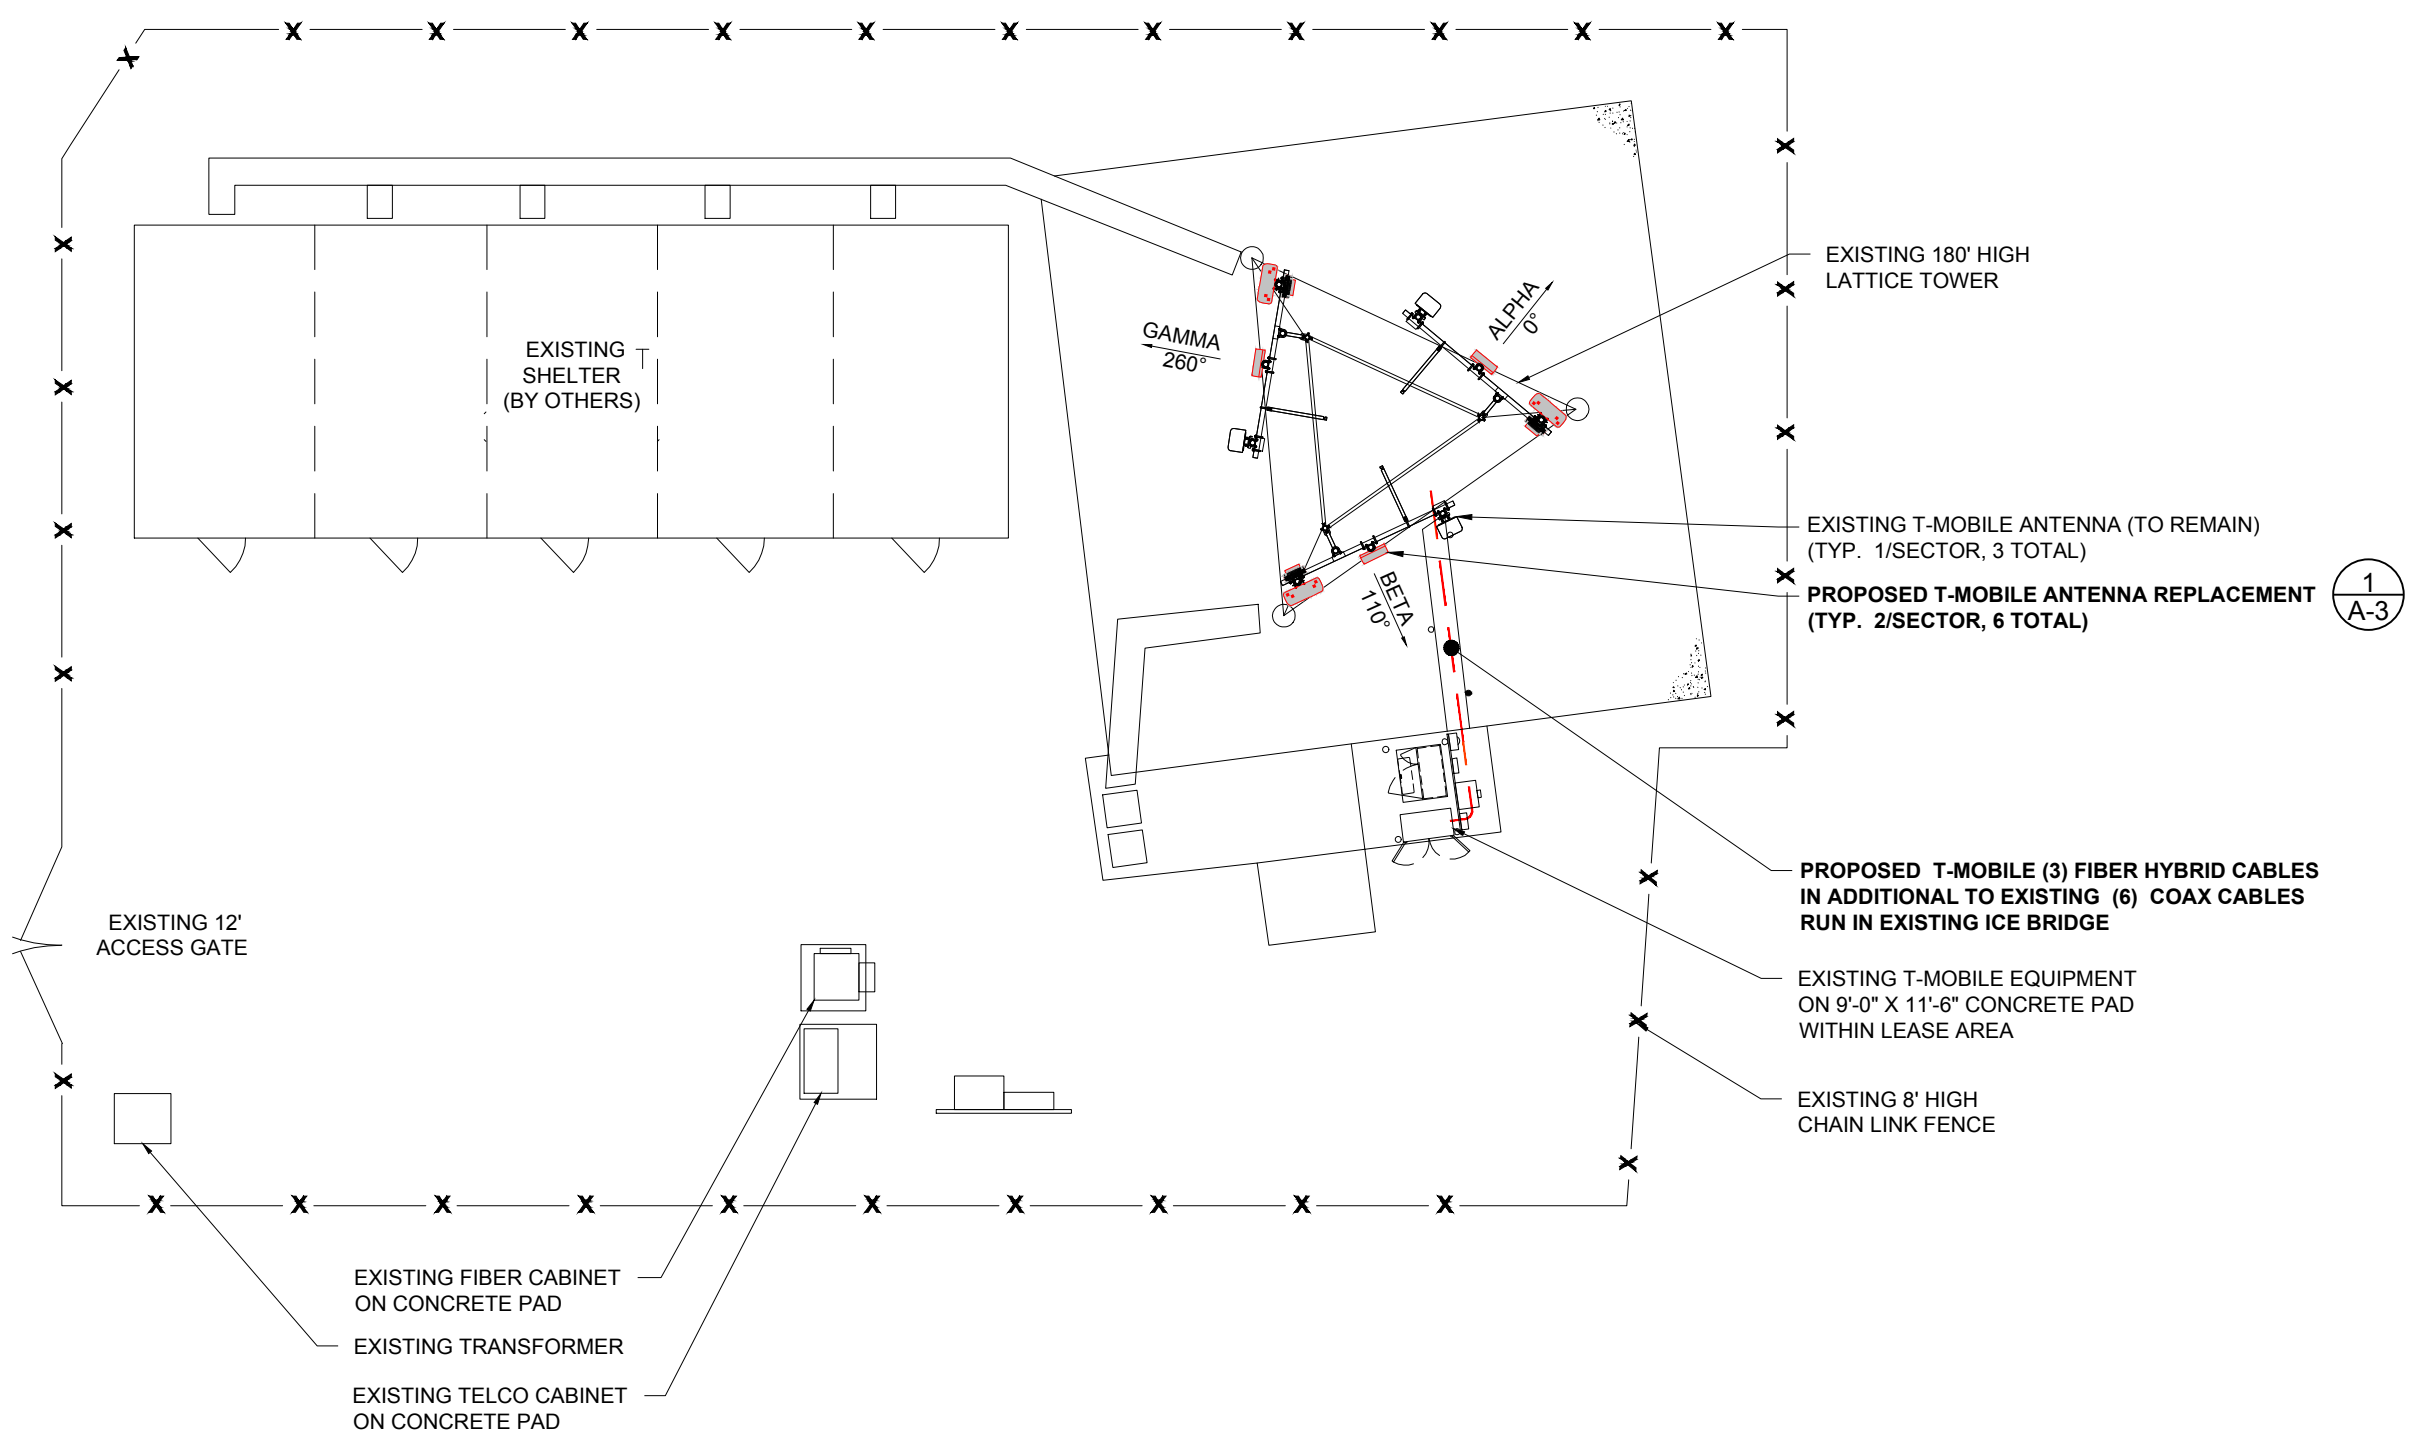 EXISTING 180' HIGH
LATTICE TOWER
ALPHA
0°
GAMMA
260°
EXISTING
SHELTER
(BY OTHERS)
EXISTING T-MOBILE ANTENNA (TO REMAIN)
(TYP. 1/SECTOR, 3 TOTAL)
PROPOSED T-MOBILE ANTENNA REPLACEMENT
(TYP. 2/SECTOR, 6 TOTAL)
1
A-3
BETA
110°
PROPOSED T-MOBILE (3) FIBER HYBRID CABLES
IN ADDITIONAL TO EXISTING (6) COAX CABLES
RUN IN EXISTING ICE BRIDGE
EXISTING 12'
ACCESS GATE
EXISTING T-MOBILE EQUIPMENT
ON 9'-0" X 11'-6" CONCRETE PAD
WITHIN LEASE AREA
EXISTING 8' HIGH
CHAIN LINK FENCE
EXISTING FIBER CABINET
ON CONCRETE PAD
EXISTING TRANSFORMER
EXISTING TELCO CABINET
ON CONCRETE PAD